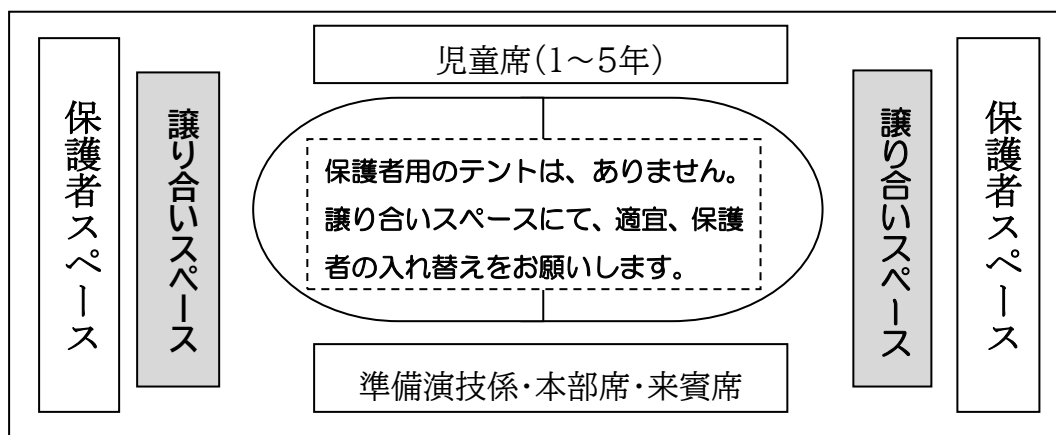 児童席(1～5年)
保護者スペース
譲り合いスペース
保護者用のテントは、ありません。
譲り合いスペースにて、適宜、保護
者の入れ替えをお願いします。
譲り合いスペース
保護者スペース
準備演技係・本部席・来賓席